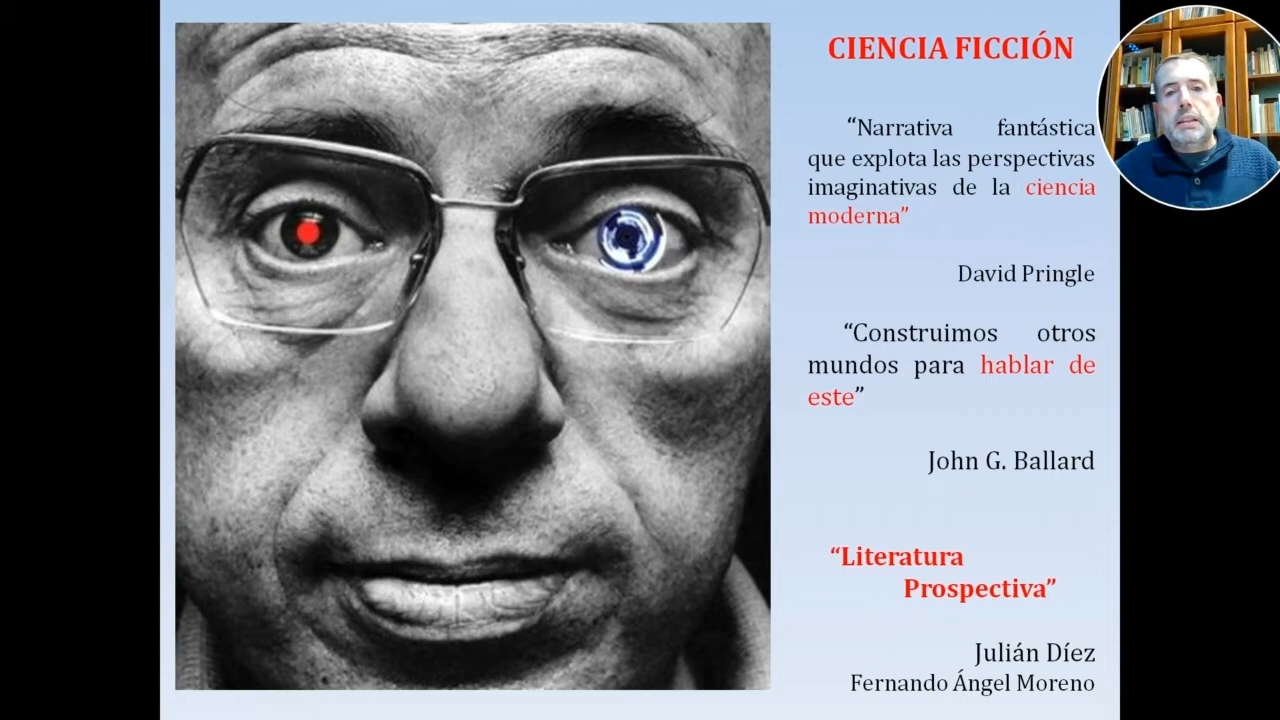 CIENCIA FICCIÓN
“Narrativa fantástica
que explota las perspectivas
imaginativas de la ciencia
moderna”
David Pringle
“Construimos otros
mundos para hablar de
este”
John G. Ballard
“Literatura
Prospectiva”
Julián Díez
Fernando Ángel Moreno